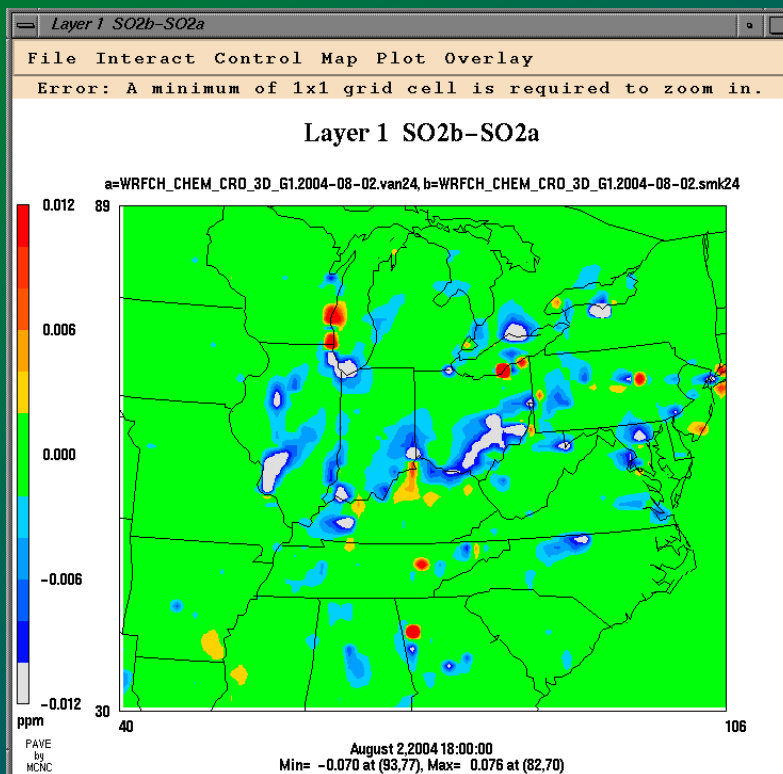 Layer 1 SO2b-SO2a
File Interact Control Map Plot Overlay
Error: A minimum of 1x1 grid cell is required to zoom in.
Layer 1 SO2b-SO2a
a=WRFCH_CHEM_CRO_3D_G1.2004-08-02.van24, b=WRFCH_CHEM_CRO_3D_G1.2004-08-02.smk24
0.012
0.006
0.000
-0.006
-0.012
ppm
PAVE
by
MCNC
89
30
40
106
August 2,2004 18:00:00
Min= -0.070 at (93,77), Max= 0.076 at (82,70)